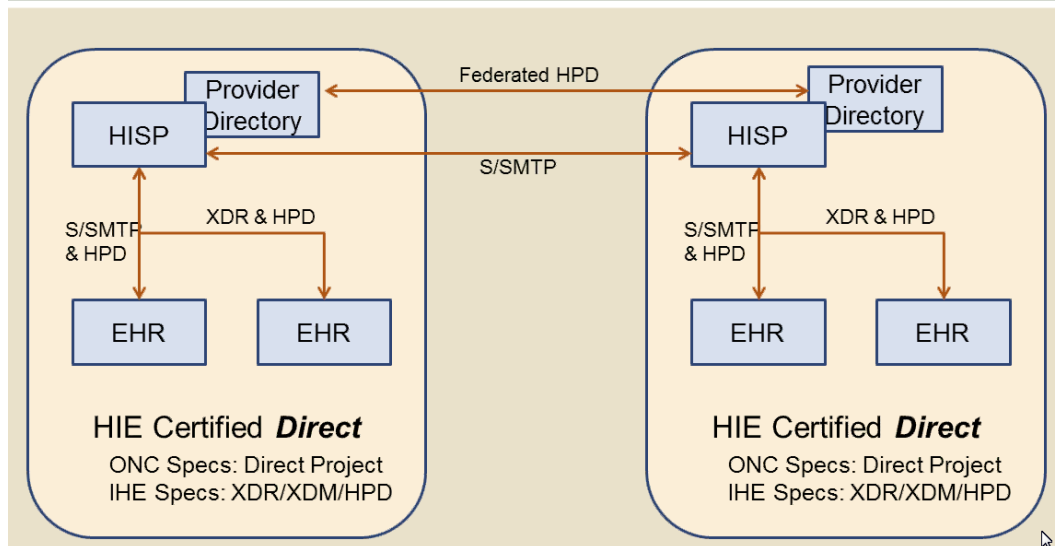 Federated HPD
Provider
Directory
HISP
S/SMTP
XDR & HPD
S/SMTP
& HPD
EHR
EHR
HIE Certified Direct
ONC Specs: Direct Project
IHE Specs: XDR/XDM/HPD
Provider
Directory
HISP
XDR & HPD
S/SMTP
& HPD
EHR
EHR
HIE Certified Direct
ONC Specs: Direct Project
IHE Specs: XDR/XDM/HPD